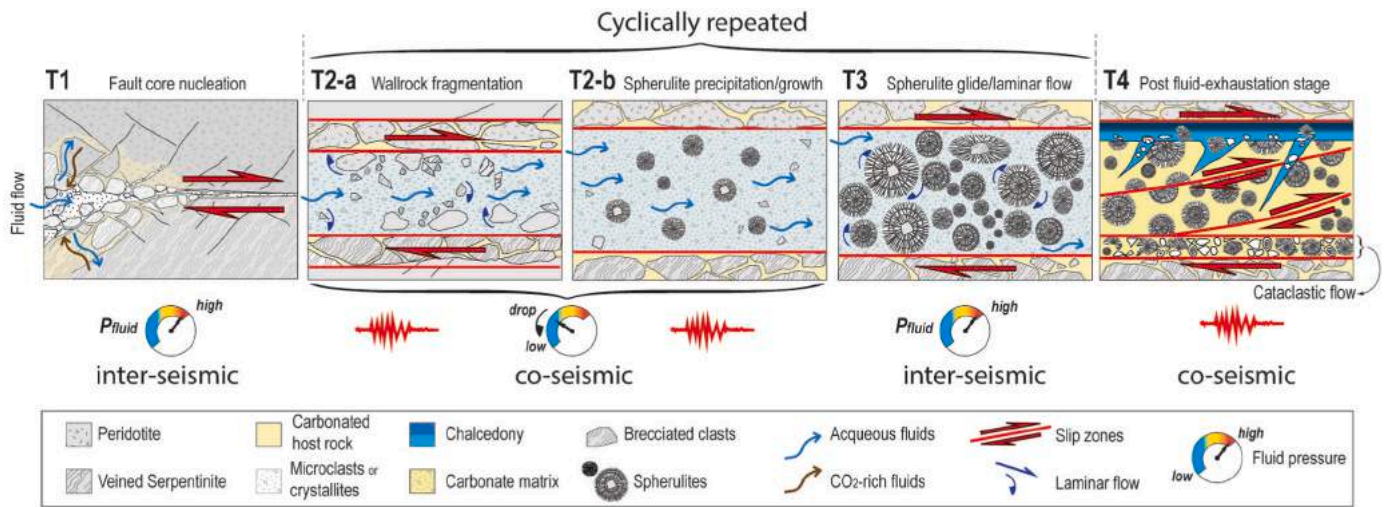 Cyclically repeated
T1 Fault core nucleation
T2-a Wallrock fragmentation
T2-b Spherulite precipitation/growth
T3 Spherulite glide/laminar flow
T4 Post fluid-exhaustation stage
Fluid flow
Cataclastic flow
Pfluid
high
drop
low
Pfluid
high
inter-seismic
co-seismic
inter-seismic
co-seismic
Peridotite
Carbonated
host rock
Chalcedony
Brecciated clasts
Acqueous fluids
Slip zones
high
low
Fluid pressure
Veined Serpentinite
Microclasts or
crystallites
Carbonate matrix
Spherulites
CO2-rich fluids
Laminar flow